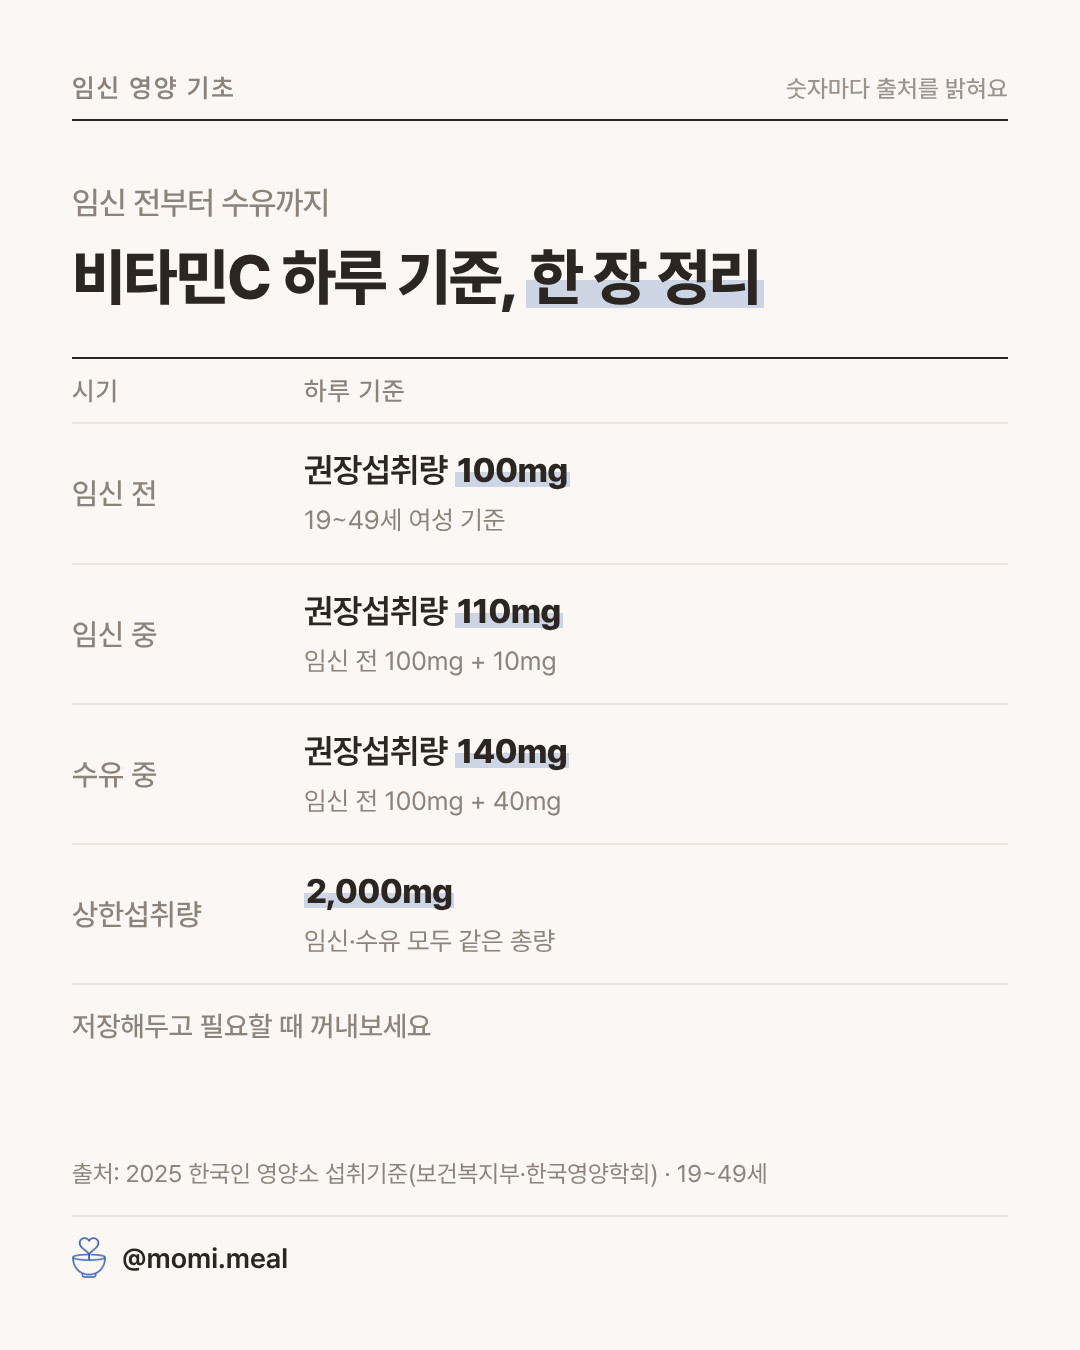 임신 영양 기초
숫자마다 출처를 밝혀요
임신 전부터 수유까지
비타민C 하루 기준, 한 장 정리
시기 하루 기준
임신 전
권장섭취량 100mg
19~49세 여성 기준
임신 중
권장섭취량 110mg
임신 전 100mg + 10mg
수유 중
권장섭취량 140mg
임신 전 100mg + 40mg
상한섭취량
2,000mg
임신·수유 모두 같은 총량
저장해두고 필요할 때 꺼내보세요
출처: 2025 한국인 영양소 섭취기준(보건복지부·한국영양학회) · 19~49세
@momi.meal